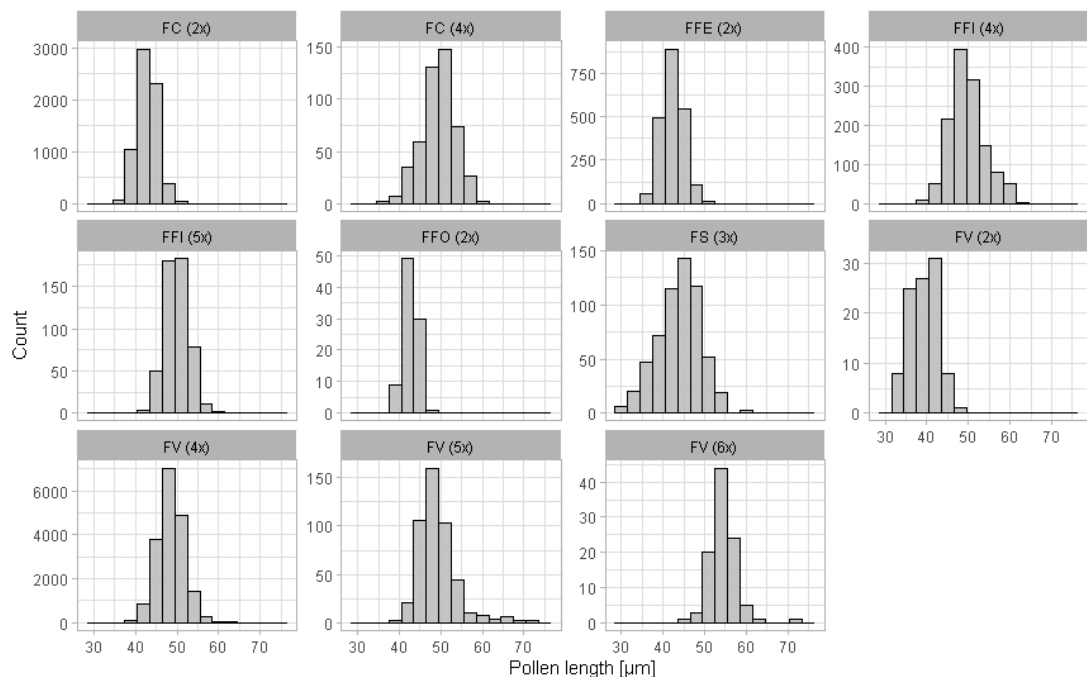 FC (2x) FC (4x) FFE (2x) FFI (4x)
3000 150 750 400
2000 100 500 300
1000 50 250 200
0 0 0 100
0
FFI (5x) FFO (2x) FS (3x) FV (2x)
150 50 150 30
100 40 100 20
50 30 50 10
0 20 0 0
10
0
30 40 50 60 70
FV (4x) FV (5x) FV (6x)
6000 150 40
4000 100 30
2000 50 20
0 0 10
0
30 40 50 60 70 30 40 50 60 70 30 40 50 60 70
Count
Pollen length [μm]